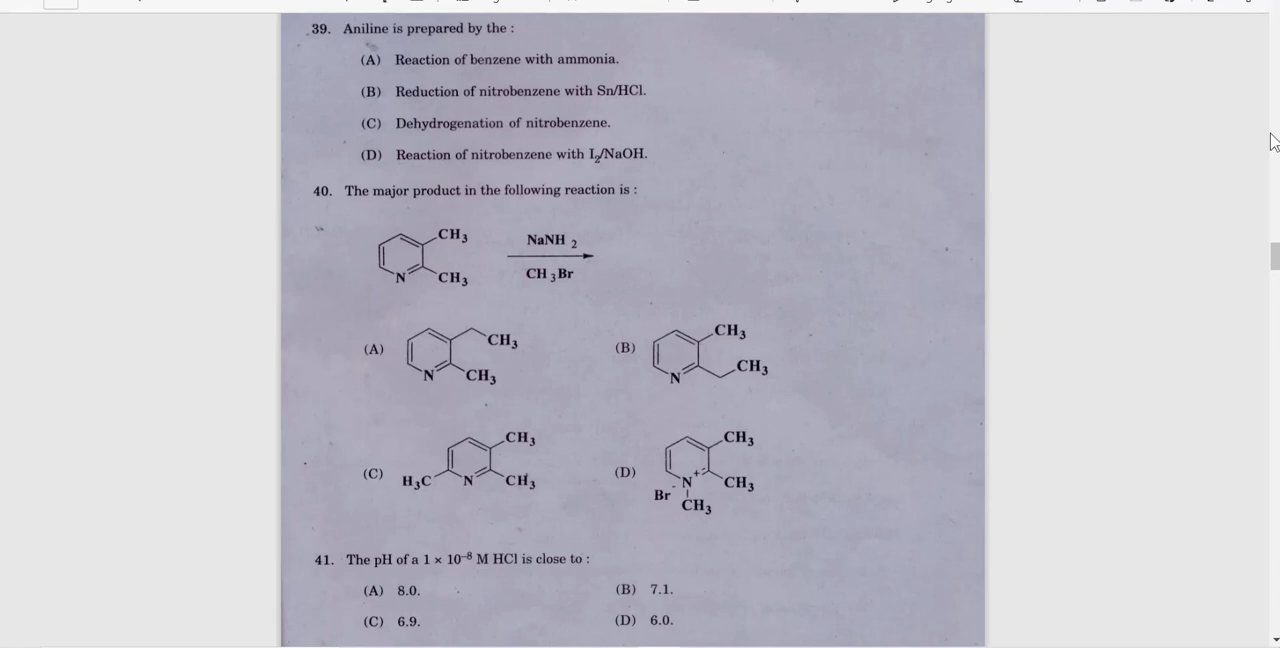 39. Aniline is prepared by the :
(A) Reaction of benzene with ammonia.
(B) Reduction of nitrobenzene with Sn/HCl.
(C) Dehydrogenation of nitrobenzene.
(D) Reaction of nitrobenzene with I₂/NaOH.
40. The major product in the following reaction is :
CH₃ NaNH₂
N CH₃ CH₃Br
(A) N CH₃ CH₃ (B) N CH₃ CH₃
(C) H₃C N CH₃ CH₃ (D) Br⁻ N⁺ CH₃ CH₃ CH₃
41. The pH of a 1 × 10⁻⁸ M HCl is close to :
(A) 8.0. (B) 7.1.
(C) 6.9. (D) 6.0.